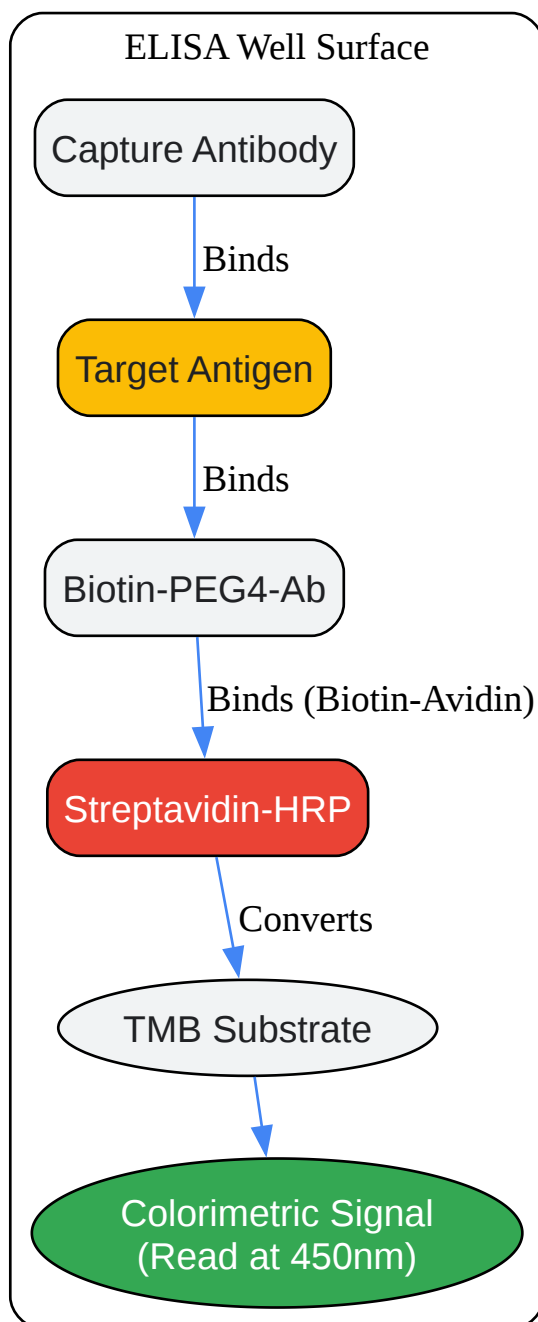 ELISA Well Surface
Capture Antibody
Binds
Target Antigen
Binds
Biotin-PEG4-Ab
Binds (Biotin-Avidin)
Streptavidin-HRP
Converts
TMB Substrate
Colorimetric Signal
(Read at 450nm)